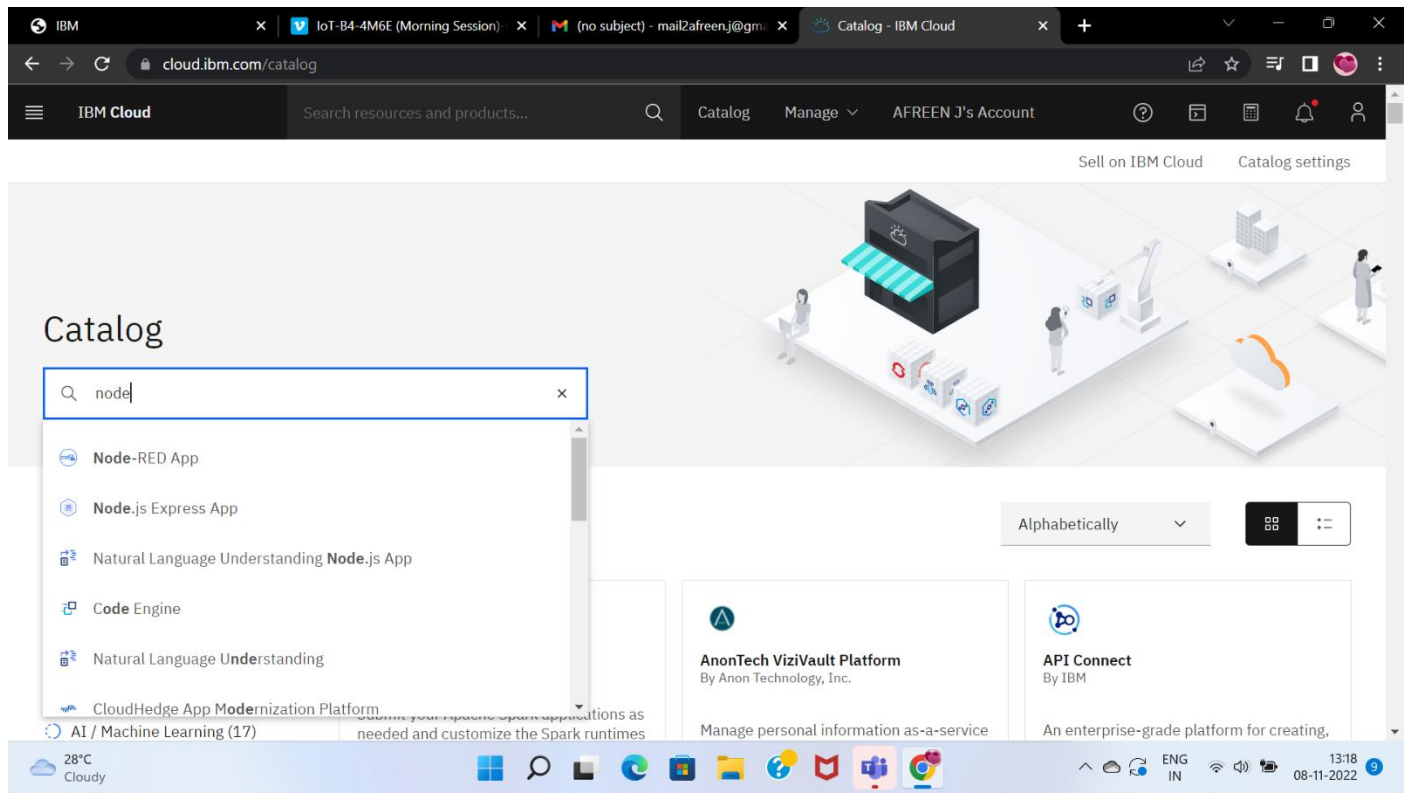 IBM
IoT-B4-4M6E (Morning Session)-
(no subject) - mail2afreen.j@gma
Catalog - IBM Cloud
cloud.ibm.com/catalog
IBM Cloud
Search resources and products...
Catalog
Manage
AFREEN J's Account
Sell on IBM Cloud
Catalog settings
Catalog
node
Node-RED App
Node.js Express App
Natural Language Understanding Node.js App
Code Engine
Natural Language Understanding
CloudHedge App Modernization Platform
AI / Machine Learning (17)
Submit your Apache Spark applications as
needed and customize the Spark runtimes
Alphabetically
AnonTech ViziVault Platform
By Anon Technology, Inc.
Manage personal information as-a-service
API Connect
By IBM
An enterprise-grade platform for creating,
28°C
Cloudy
ENG
IN
13:18
08-11-2022
9